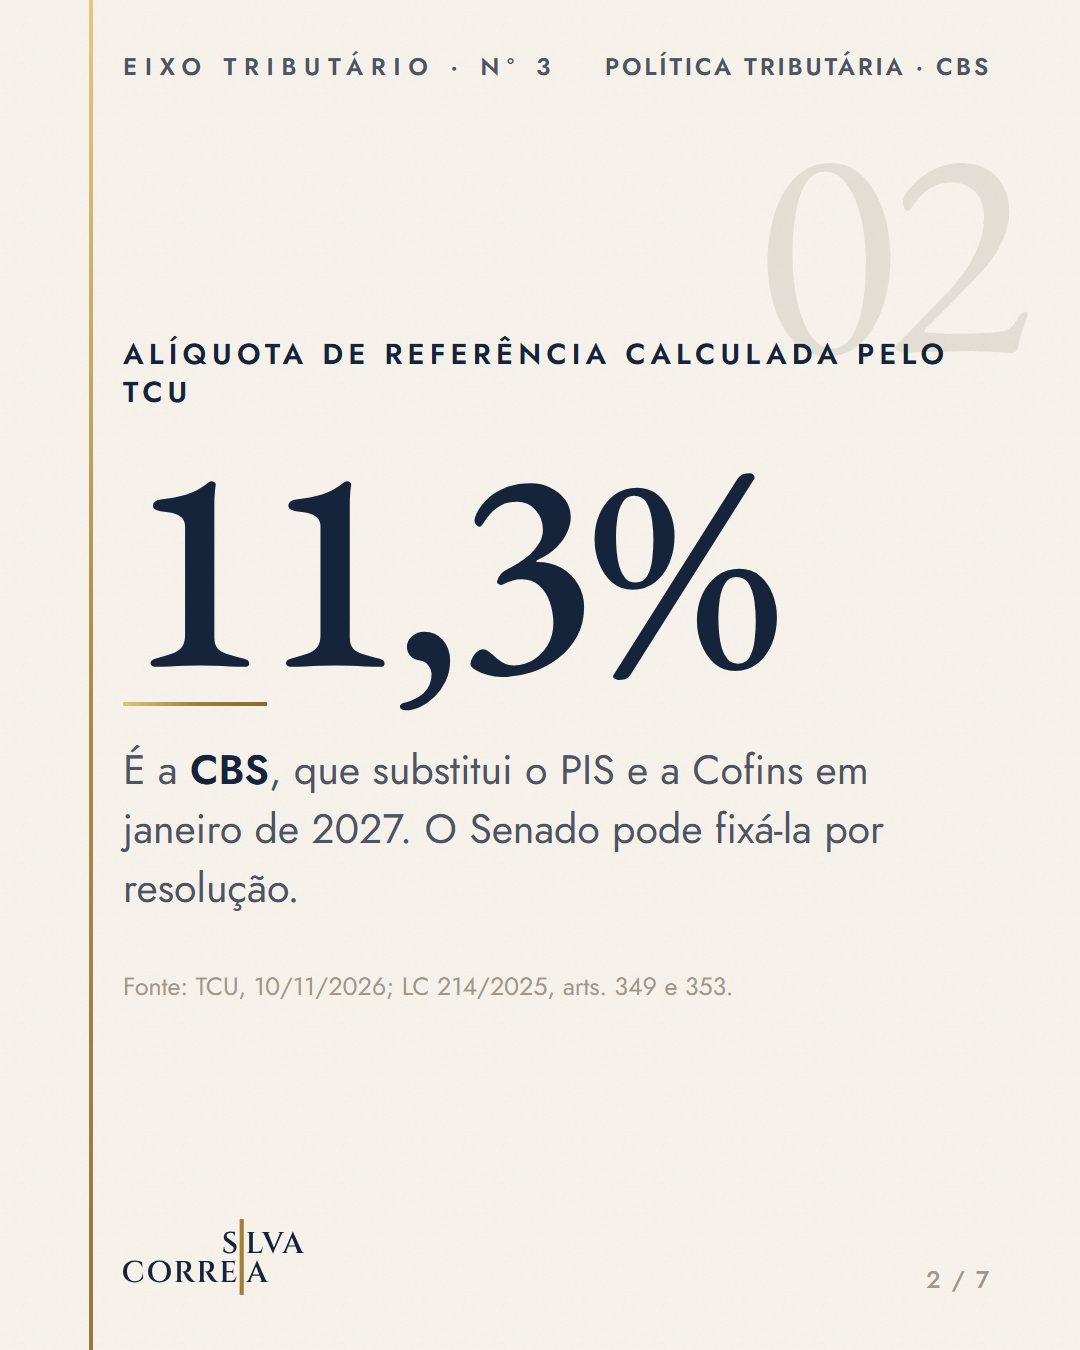 EIXO TRIBUTÁRIO · N° 3
POLÍTICA TRIBUTÁRIA · CBS
02
ALÍQUOTA DE REFERÊNCIA CALCULADA PELO
TCU
11,3%
É a CBS, que substitui o PIS e a Cofins em
janeiro de 2027. O Senado pode fixá-la por
resolução.
Fonte: TCU, 10/11/2026; LC 214/2025, arts. 349 e 353.
SILVA
CORREIA
2 / 7